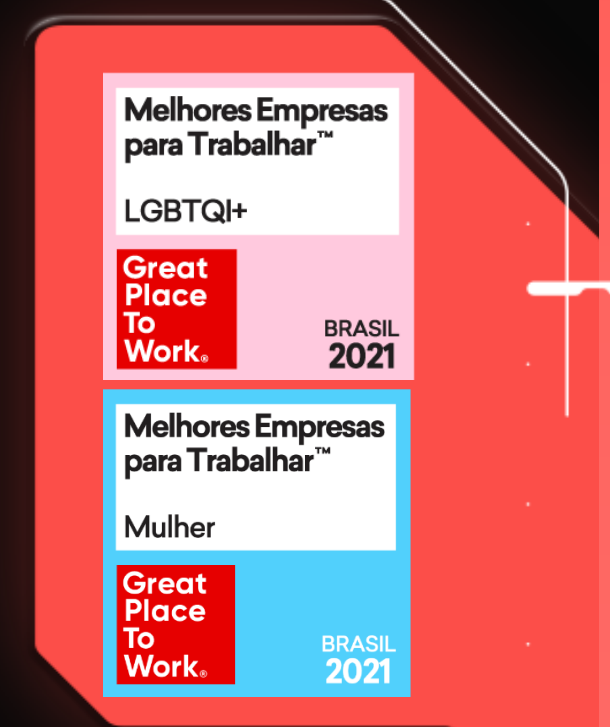 Melhores Empresas
para Trabalhar™
LGBTQI+
Great
Place
To
Work®
BRASIL
2021
Melhores Empresas
para Trabalhar™
Mulher
Great
Place
To
Work®
BRASIL
2021